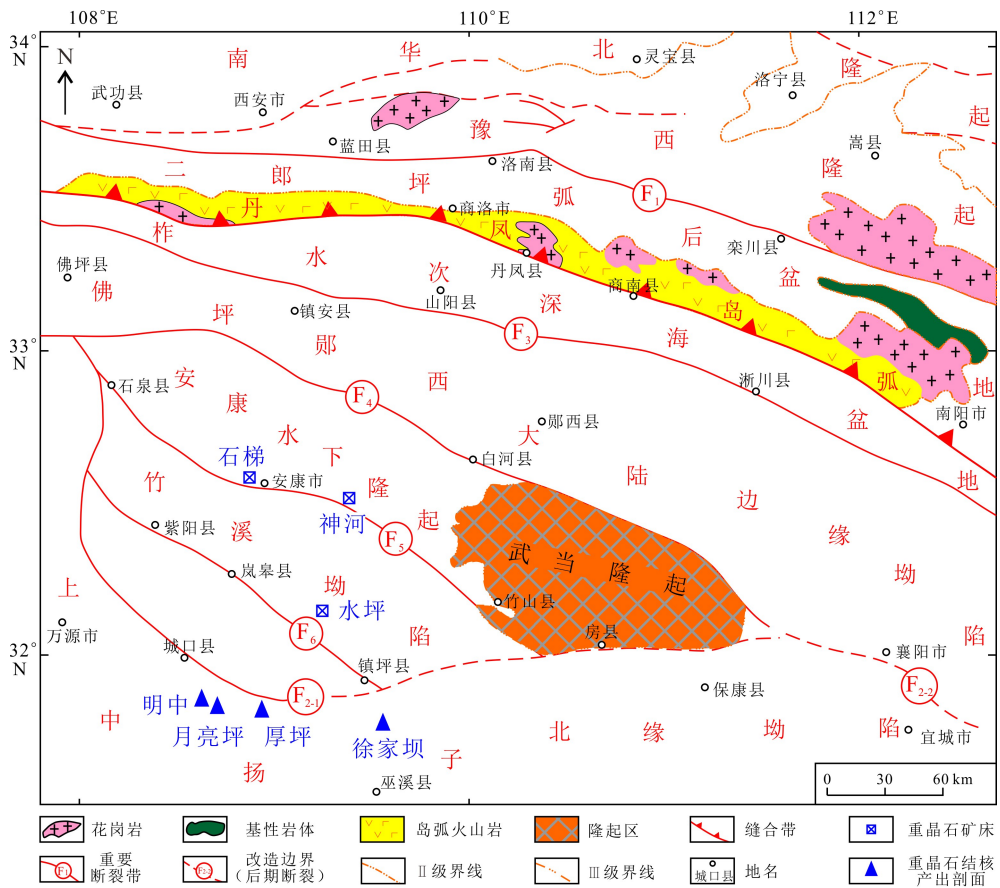 108°E 110°E 112°E
34°
N
33°
N
32°
N
N
南华北隆起
豫西隆起
二郎坪弧后盆地
丹凤岛弧
柞水次深海盆地
佛坪
郧西大陆边缘坳陷
安康水下隆起
竹溪坳陷
上
中
扬
子
北缘坳陷
武当隆起
灵宝县
洛宁县
武功县
西安市
蓝田县
洛南县
嵩县
商洛市
栾川县
丹凤县
商南县
佛坪县
镇安县
山阳县
淅川县
南阳市
石泉县
郧西县
白河县
安康市
紫阳县
岚皋县
竹山县
房县
万源市
城口县
镇坪县
襄阳市
保康县
宜城市
巫溪县
石梯
神河
水坪
明中
月亮坪
厚坪
徐家坝
F1
F3
F4
F5
F6
F2-1
F2-2
0 30 60 km
花岗岩
基性岩体
岛弧火山岩
隆起区
缝合带
重晶石矿床
F1
重要
断裂带
F2-2
改造边界
(后期断裂)
Ⅱ级界线
Ⅲ级界线
城口县
地名
重晶石结核
产出剖面